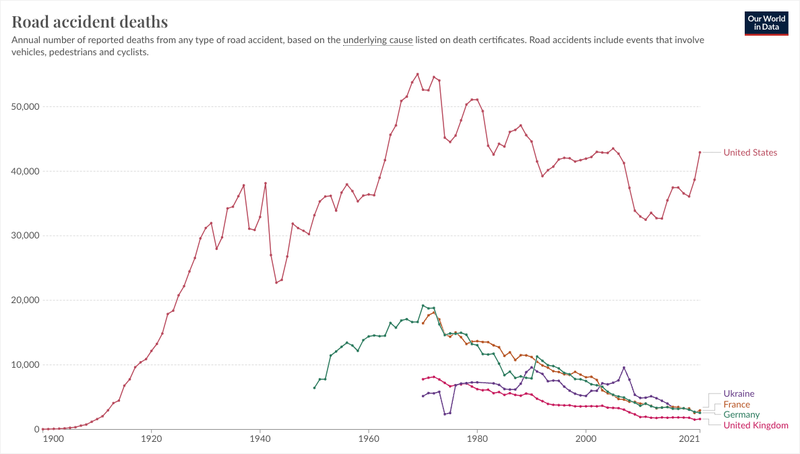 Road accident deaths
Our World
in Data
Annual number of reported deaths from any type of road accident, based on the underlying cause listed on death certificates. Road accidents include events that involve
vehicles, pedestrians and cyclists.
50,000
40,000
30,000
20,000
10,000
0
United States
Ukraine
France
Germany
United Kingdom
1900
1920
1940
1960
1980
2000
2021